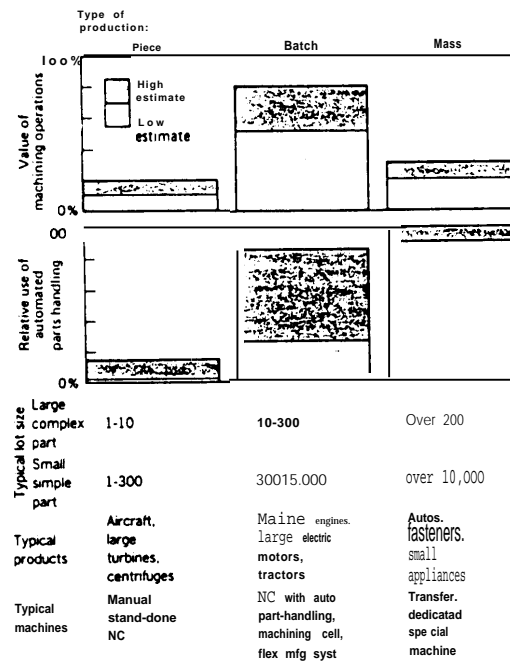 Type of
production:
Piece
Batch
Mass
Ioo%
High
estimate
Low
estimate
Value of
machining operations
0%
00
Relative use of
automated
parts handling
0%
Typical lot size
Large
complex
part
1-10
10-300
Over 200
Small
simple
part
1-300
30015.000
over 10,000
Typical
products
Aircraft,
large
turbines,
centrifuges
Maine engines.
large electric
motors,
tractors
Autos.
fasteners.
small
appliances
Typical
machines
Manual
stand-done
NC
NC with auto
part-handling,
machining cell,
flex mfg syst
Transfer.
dedicatad
spe cial
machine